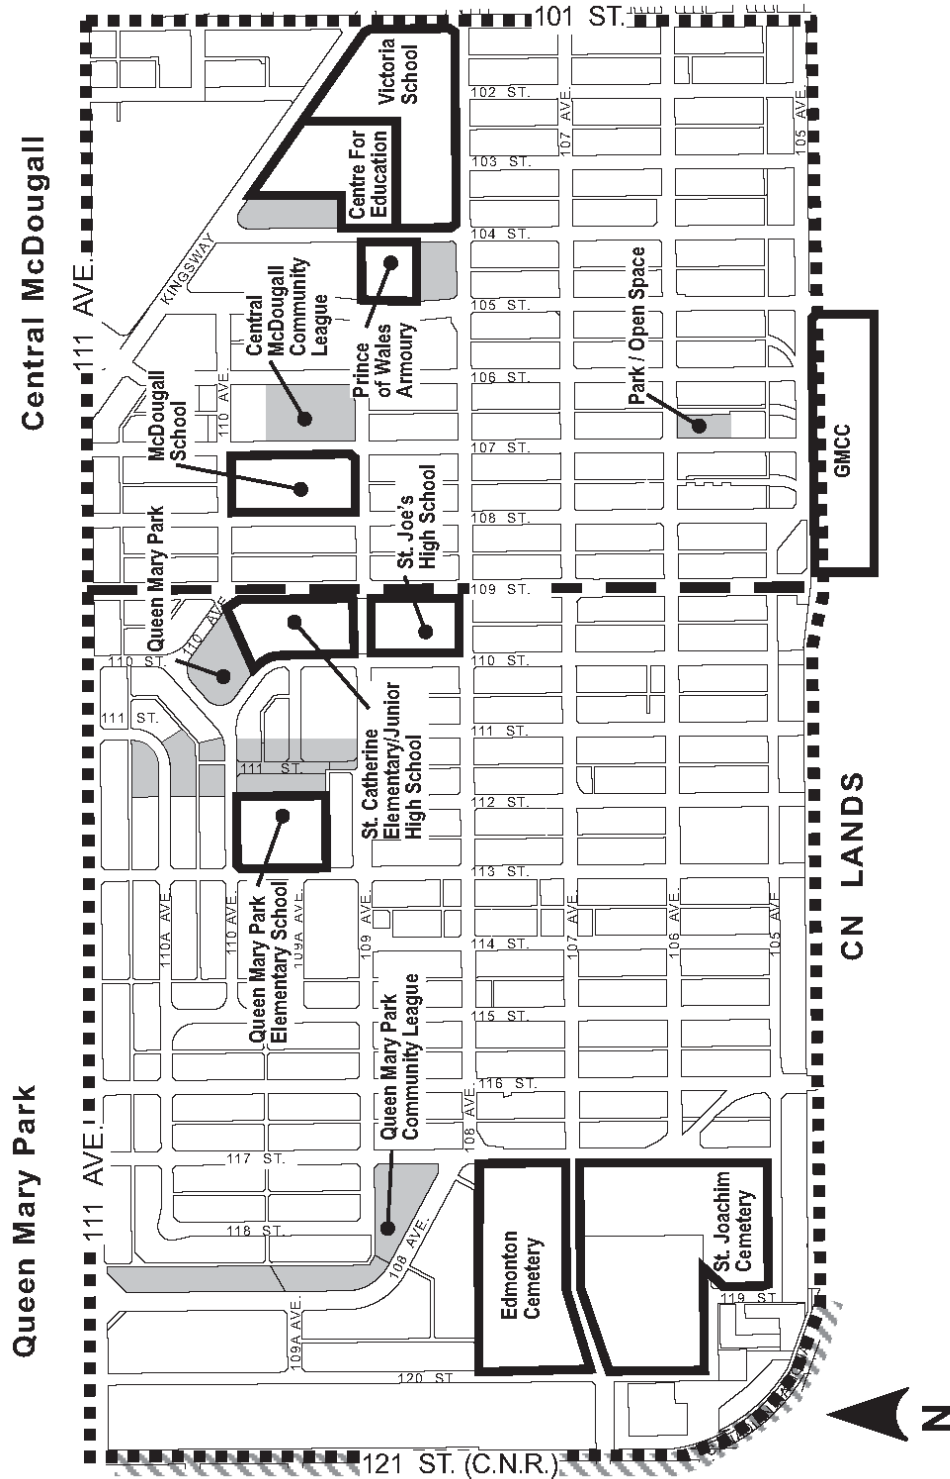 Queen Mary Park
Central McDougall
111 AVE.
111 AVE.
101 ST.
121 ST. (C.N.R.)
CN LANDS
N
KINGSWAY
Victoria
School
Centre For
Education
Prince
of Wales
Armoury
Central
McDougall
Community
League
McDougall
School
Park / Open Space
GMCC
St. Joe's
High School
Queen Mary Park
St. Catherine
Elementary/Junior
High School
Queen Mary Park
Elementary School
Queen Mary Park
Community League
Edmonton
Cemetery
St. Joachim
Cemetery
102 ST.
103 ST.
104 ST.
105 ST.
106 ST.
107 ST.
108 ST.
109 ST.
110 ST.
111 ST.
112 ST.
113 ST.
114 ST.
115 ST.
116 ST.
117 ST.
118 ST.
119 ST
120 ST
110 ST.
111 ST.
111 ST.
110 AVE.
110 AVE
110 AVE.
110A AVE.
109A AVE.
109A AVE.
109 AVE.
108 AVE.
108 AVE.
107 AVE.
107 AVE.
106 AVE.
105 AVE.
105 AVE.